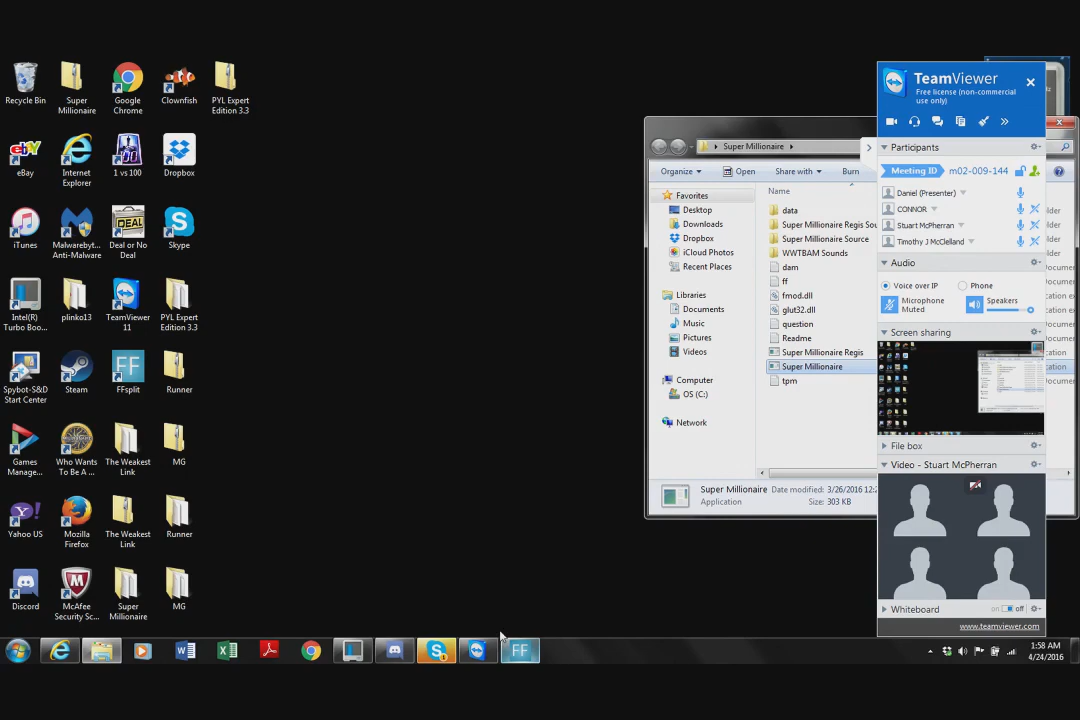 Recycle Bin
Super
Millionaire
Google
Chrome
Clownfish
PYL Expert
Edition 3.3
eBay
Internet
Explorer
1 vs 100
Dropbox
iTunes
Malwarebyt...
Anti-Malware
Deal or No
Deal
Skype
Intel(R)
Turbo Boo...
plinko13
TeamViewer
11
PYL Expert
Edition 3.3
Spybot-S&D
Start Center
Steam
FFsplit
Runner
Games
Manage...
Who Wants
To Be A ...
The Weakest
Link
MG
Yahoo US
Mozilla
Firefox
The Weakest
Link
Runner
Discord
McAfee
Security Sc...
Super
Millionaire
MG
Super Millionaire
Organize
Open
Share with
Burn
Favorites
Desktop
Downloads
Dropbox
iCloud Photos
Recent Places
Libraries
Documents
Music
Pictures
Videos
Computer
OS (C:)
Network
Name
data
Super Millionaire Regis Sou
Super Millionaire Source
WWTBAM Sounds
dam
ff
fmod.dll
glut32.dll
question
Readme
Super Millionaire Regis
Super Millionaire
tpm
Super Millionaire Date modified: 3/26/2016 12:2
Application Size: 303 KB
TeamViewer
Free license (non-commercial
use only)
Participants
Meeting ID m02-009-144
Daniel (Presenter)
CONNOR
Stuart McPherran
Timothy J McClelland
Audio
Voice over IP
Phone
Microphone
Muted
Speakers
Screen sharing
File box
Video - Stuart McPherran
Whiteboard
on off
www.teamviewer.com
1:58 AM
4/24/2016